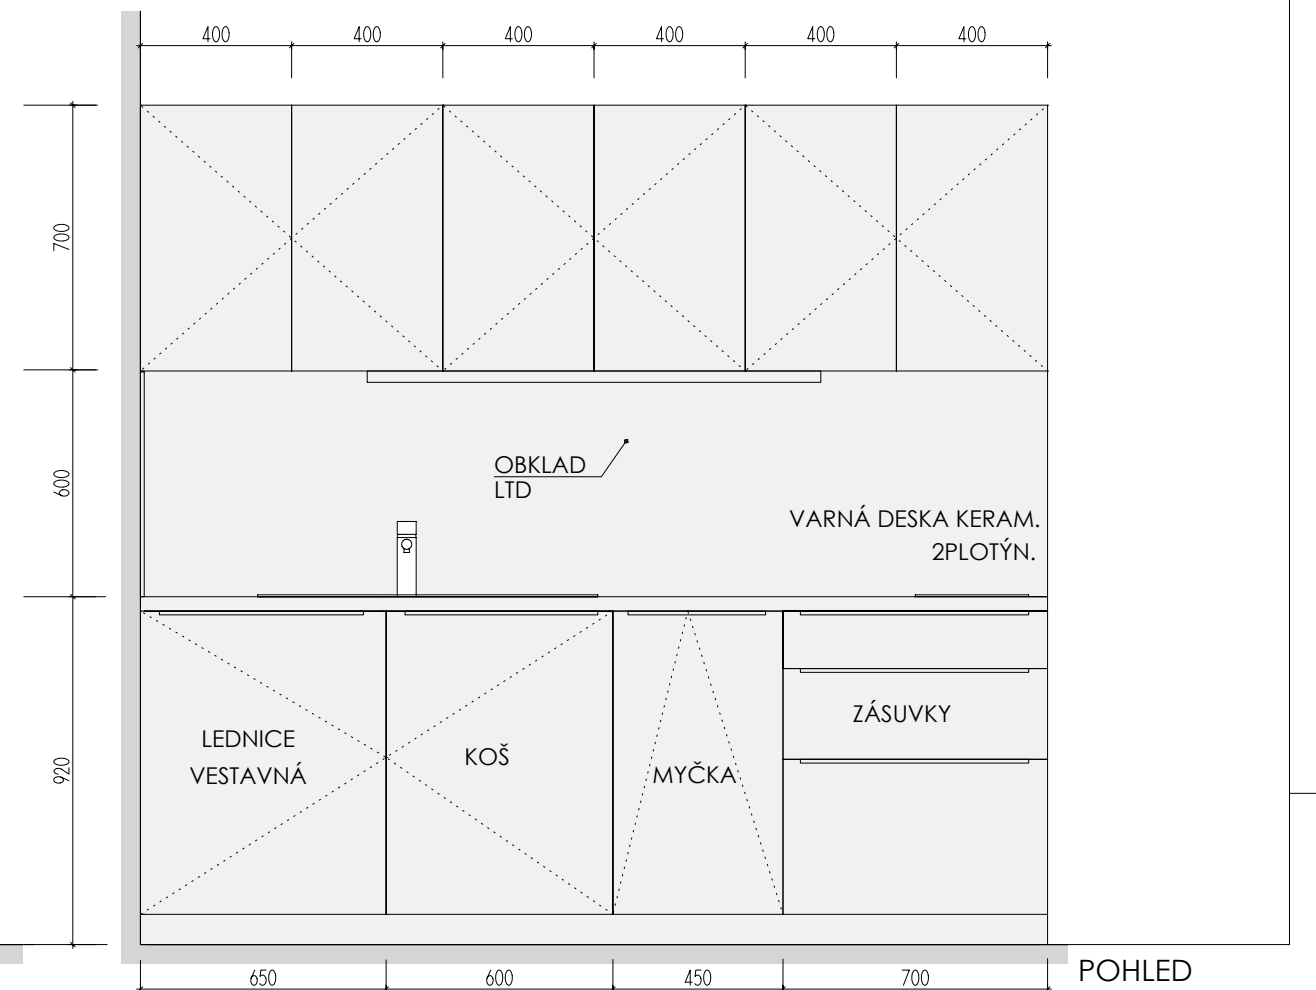 400 400 400 400 400 400
700
600
OBKLAD
LTD
VARNÁ DESKA KERAM.
2PLOTÝN.
920
LEDNICE
VESTAVNÁ
KOŠ
MYČKA
ZÁSUVKY
650 600 450 700
POHLED